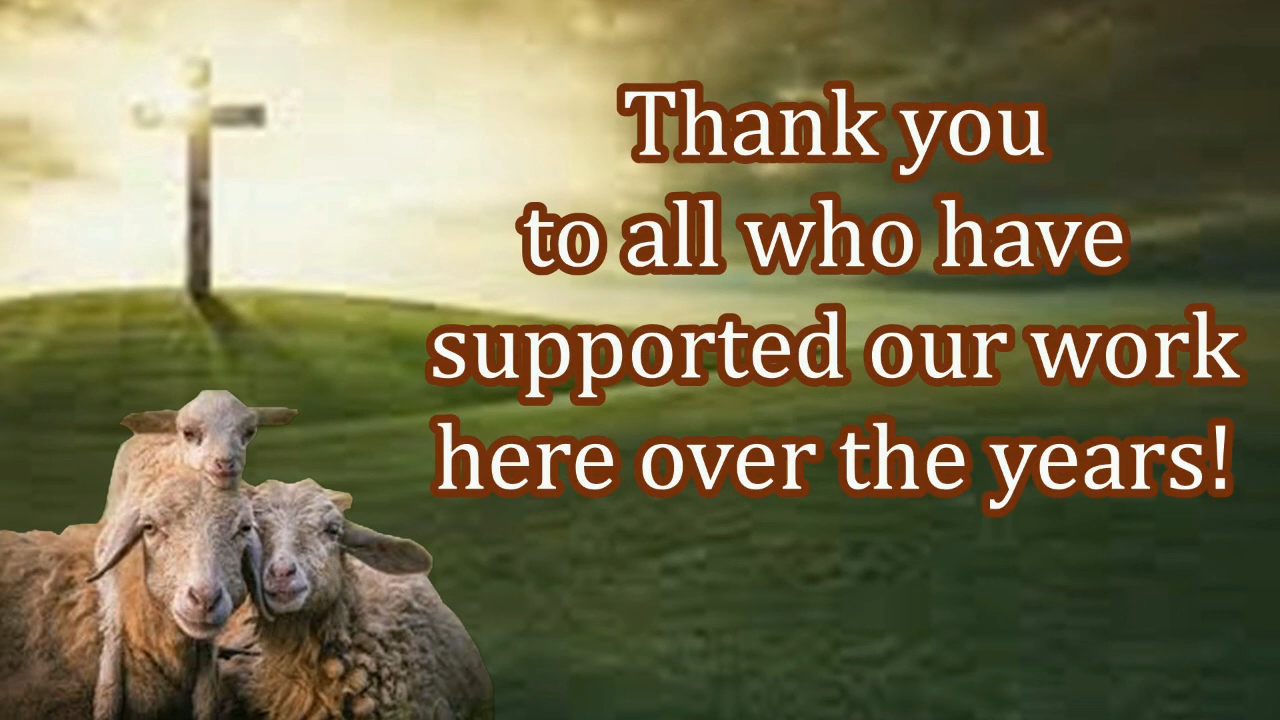 Thank you
to all who have
supported our work
here over the years!